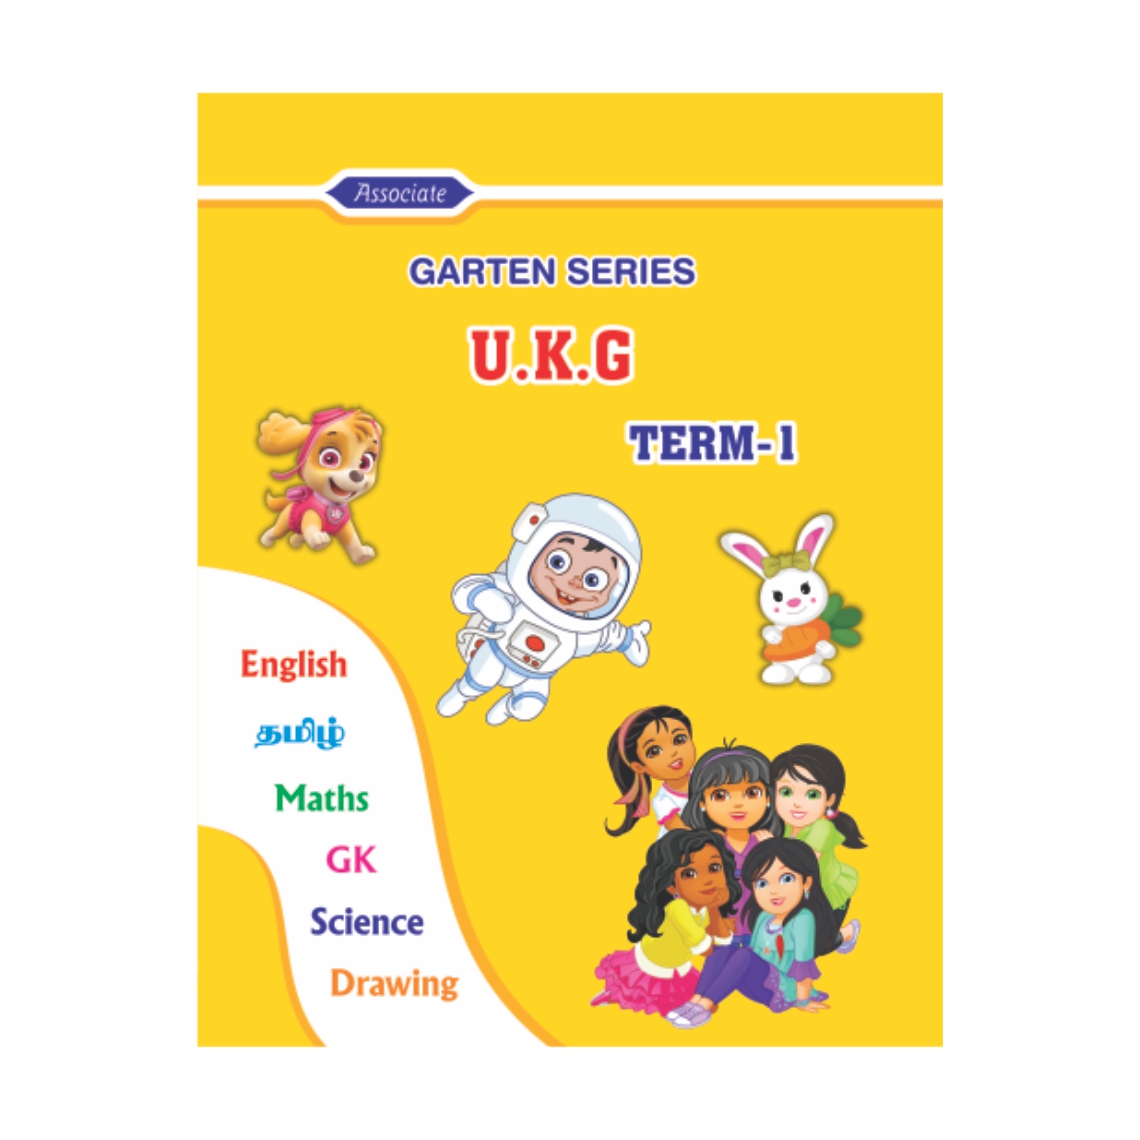 Associate
GARTEN SERIES
U.K.G
TERM-1
English
தமிழ்
Maths
GK
Science
Drawing